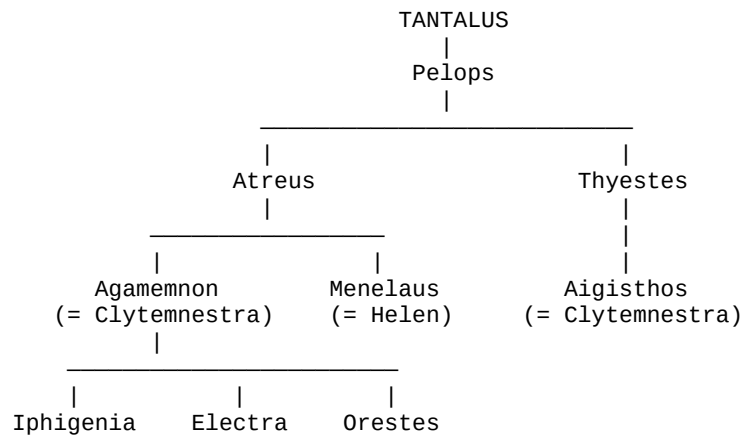 TANTALUS
Pelops
Atreus Thyestes
Agamemnon Menelaus Aigisthos
(= Clytemnestra) (= Helen) (= Clytemnestra)
Iphigenia Electra Orestes